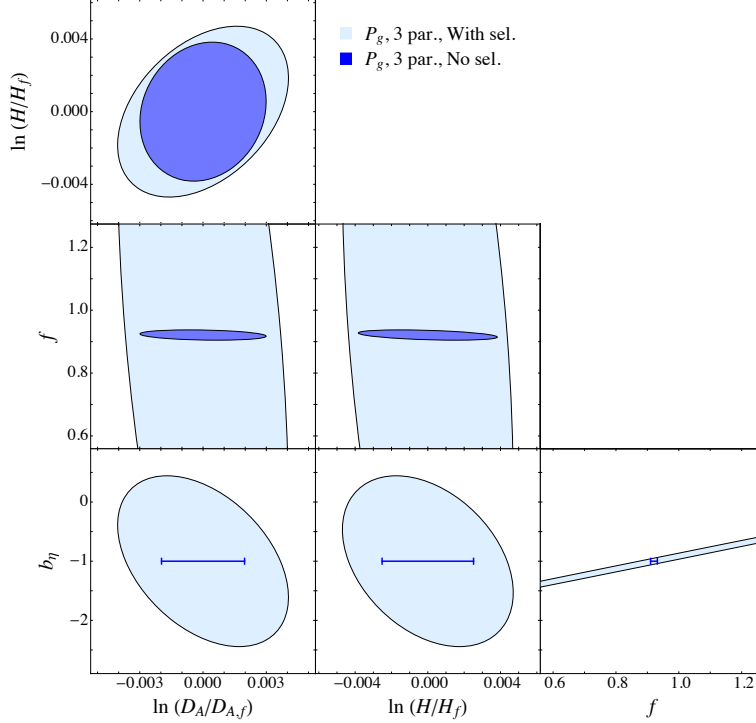 P_g, 3 par., With sel.
P_g, 3 par., No sel.
ln (H/H_f)
0.004
0.000
−0.004
f
1.2
1.0
0.8
0.6
b_η
0
−1
−2
−0.003 0.000 0.003
ln (D_A/D_{A,f})
−0.004 0.000 0.004
ln (H/H_f)
0.6 0.8 1.0 1.2
f